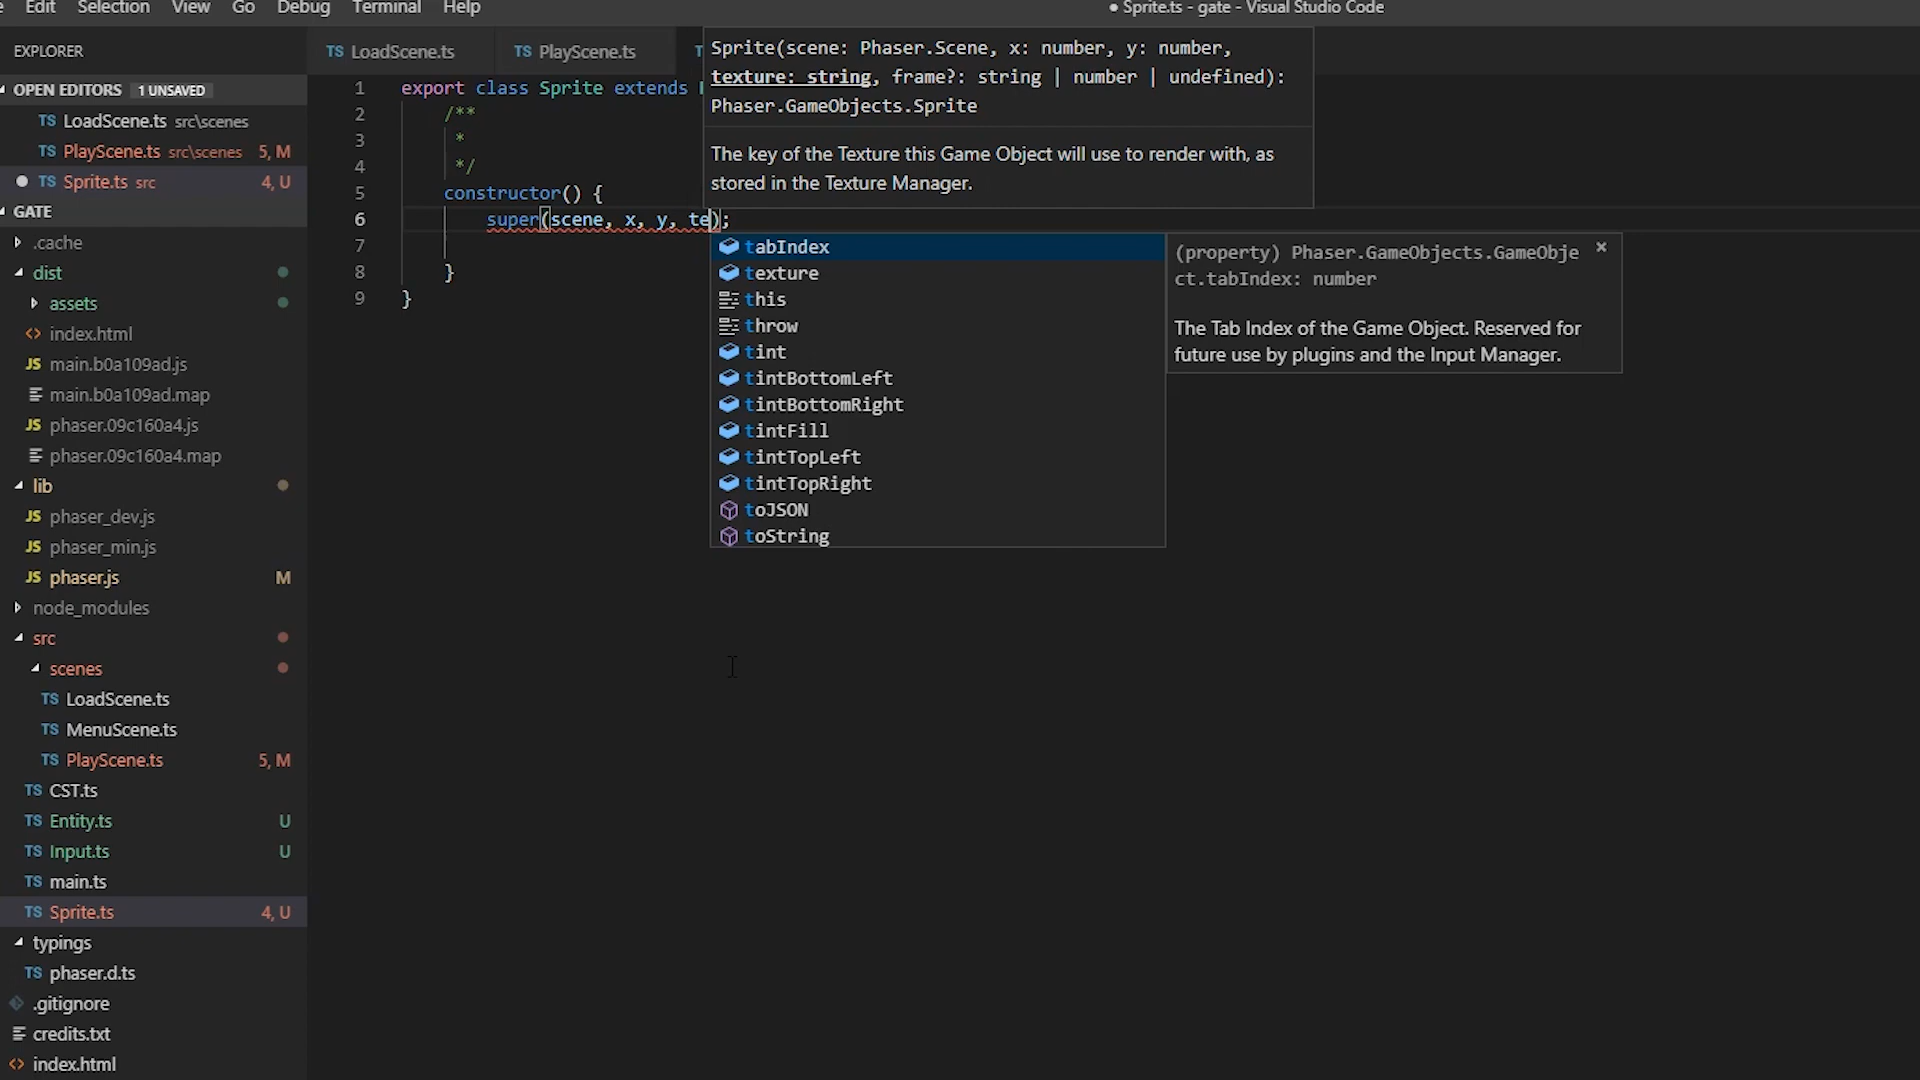 Edit Selection View Go Debug Terminal Help
● Sprite.ts - gate - Visual Studio Code
EXPLORER
OPEN EDITORS 1 UNSAVED
TS LoadScene.ts src\scenes
TS PlayScene.ts src\scenes 5, M
TS Sprite.ts src 4, U
GATE
.cache
dist
assets
<> index.html
JS main.b0a109ad.js
main.b0a109ad.map
JS phaser.09c160a4.js
phaser.09c160a4.map
lib
JS phaser_dev.js
JS phaser_min.js
JS phaser.js M
node_modules
src
scenes
TS LoadScene.ts
TS MenuScene.ts
TS PlayScene.ts 5, M
TS CST.ts
TS Entity.ts U
TS Input.ts U
TS main.ts
TS Sprite.ts 4, U
typings
TS phaser.d.ts
.gitignore
credits.txt
<> index.html
TS LoadScene.ts TS PlayScene.ts
1 export class Sprite extends
2 /**
3 *
4 */
5 constructor() {
6 super(scene, x, y, te);
7
8 }
9 }
Sprite(scene: Phaser.Scene, x: number, y: number,
texture: string, frame?: string | number | undefined):
Phaser.GameObjects.Sprite
The key of the Texture this Game Object will use to render with, as
stored in the Texture Manager.
tabIndex
texture
this
throw
tint
tintBottomLeft
tintBottomRight
tintFill
tintTopLeft
tintTopRight
toJSON
toString
(property) Phaser.GameObjects.GameObje
ct.tabIndex: number
The Tab Index of the Game Object. Reserved for
future use by plugins and the Input Manager.